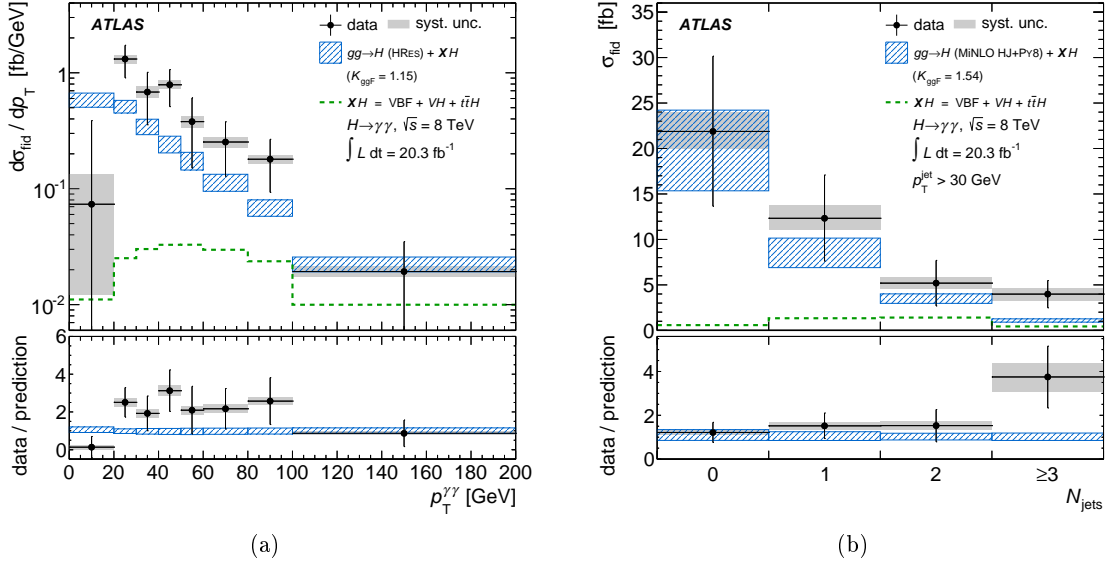 ATLAS
data syst. unc.
gg→H (HRES) + XH
(K_ggF = 1.15)
XH = VBF + VH + tt̄H
H→γγ, √s = 8 TeV
∫ L dt = 20.3 fb⁻¹
dσ_fid / dp_T [fb/GeV]
1
10⁻¹
10⁻²
data / prediction
6
4
2
0
0 20 40 60 80 100 120 140 160 180 200
p_T^γγ [GeV]
(a)
ATLAS
data syst. unc.
gg→H (MiNLO HJ+PY8) + XH
(K_ggF = 1.54)
XH = VBF + VH + tt̄H
H→γγ, √s = 8 TeV
∫ L dt = 20.3 fb⁻¹
p_T^jet > 30 GeV
σ_fid [fb]
40
35
30
25
20
15
10
5
0
data / prediction
4
2
0
0 1 2 ≥3
N_jets
(b)